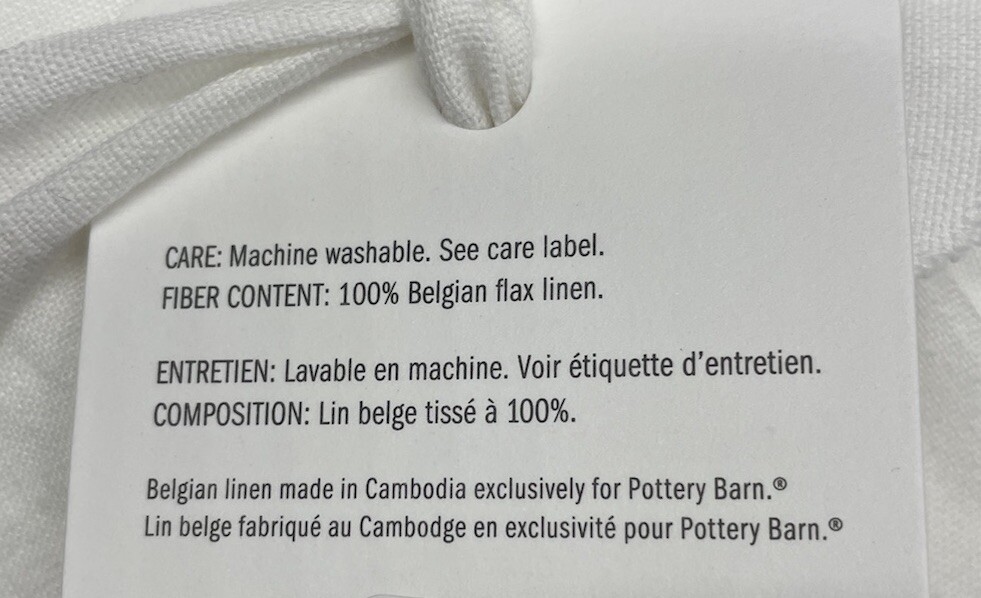 CARE: Machine washable. See care label.
FIBER CONTENT: 100% Belgian flax linen.
ENTRETIEN: Lavable en machine. Voir étiquette d'entretien.
COMPOSITION: Lin belge tissé à 100%.
Belgian linen made in Cambodia exclusively for Pottery Barn.®
Lin belge fabriqué au Cambodge en exclusivité pour Pottery Barn.®